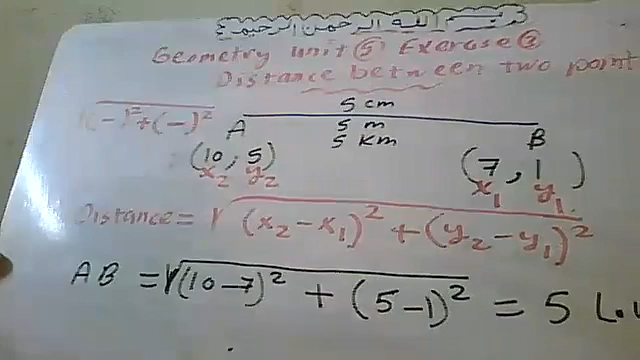 بسم الله الرحمن الرحيم
Geometry unit ⑤ Exercise ③
Distance between two point
√(-)²+(-)²
5 cm
A 5 m B
5 Km
(10, 5) (7, 1)
x₂ y₂ x₁ y₁
Distance = √(x₂-x₁)² + (y₂-y₁)²
AB = √(10-7)² + (5-1)² = 5